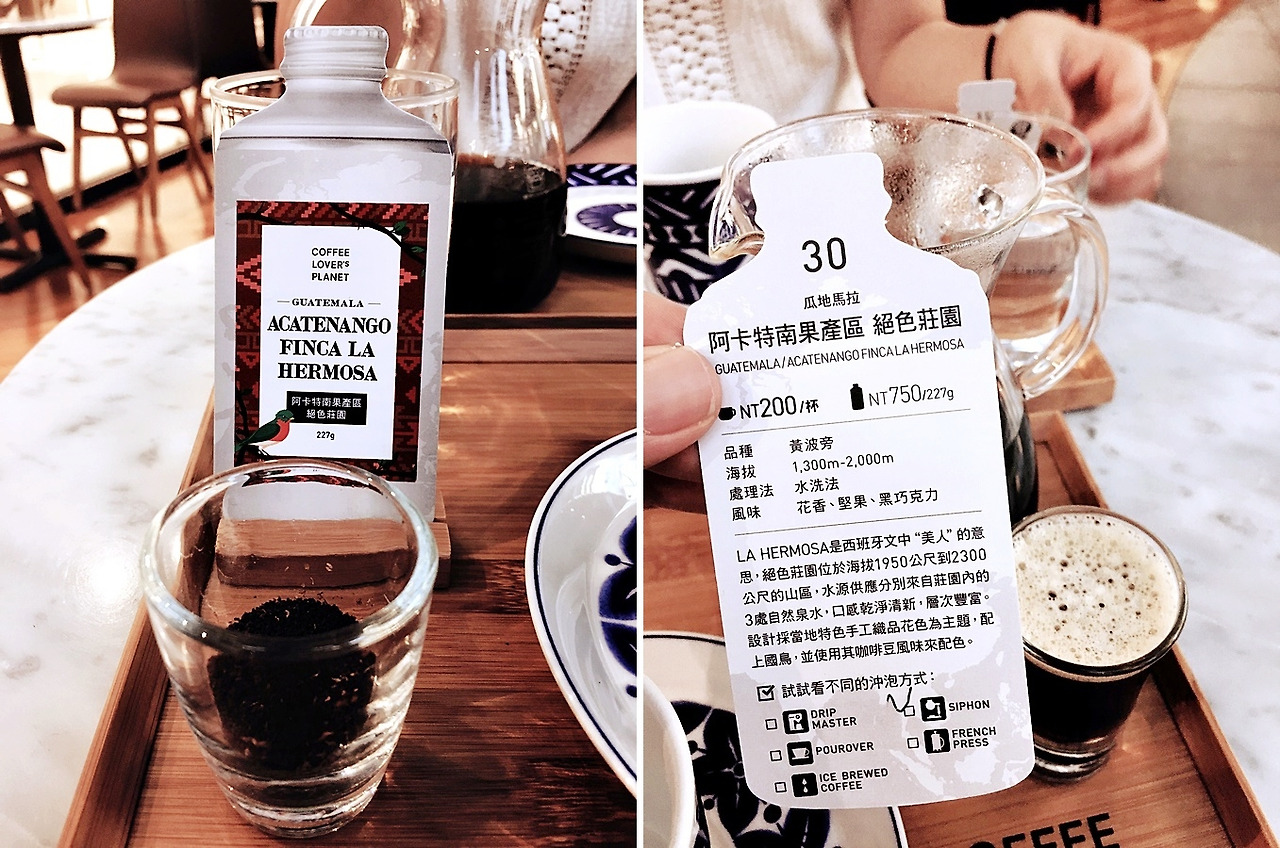 COFFEE
LOVER'S
PLANET
GUATEMALA
ACATENANGO
FINCA LA
HERMOSA
阿卡特南果產區
絕色莊園
227g
30
瓜地馬拉
阿卡特南果產區 絕色莊園
GUATEMALA/ACATENANGO FINCA LA HERMOSA
NT200/杯 NT750/227g
品種 黃波旁
海拔 1,300m-2,000m
處理法 水洗法
風味 花香、堅果、黑巧克力
LA HERMOSA是西班牙文中“美人”的意
思，絕色莊園位於海拔1950公尺到2300
公尺的山區，水源供應分別來自莊園內的
3處自然泉水，口感乾淨清新，層次豐富。
設計採當地特色手工織品花色為主題，配
上國鳥，並使用其咖啡豆風味來配色。
試試看不同的沖泡方式：
DRIP
MASTER
SIPHON
POUROVER
FRENCH
PRESS
ICE BREWED
COFFEE
COFFEE